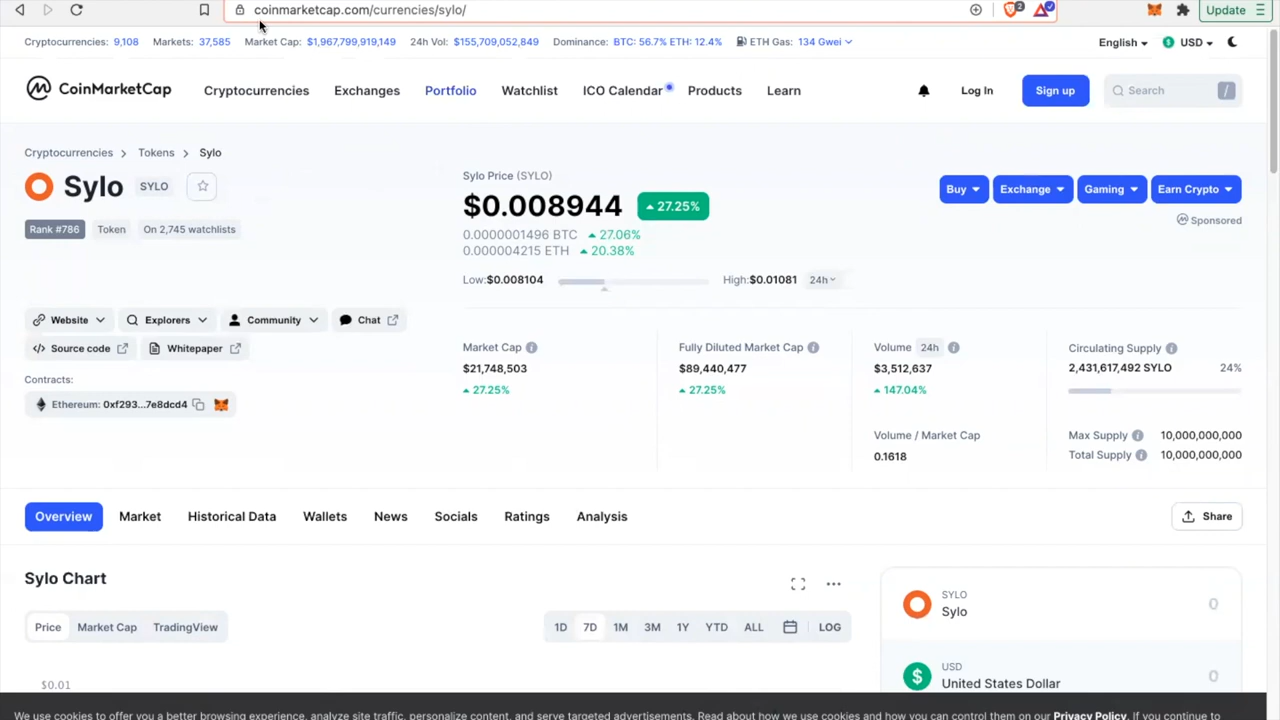 coinmarketcap.com/currencies/sylo/
2
Update
Cryptocurrencies: 9,108 Markets: 37,585 Market Cap: $1,967,799,919,149 24h Vol: $155,709,052,849 Dominance: BTC: 56.7% ETH: 12.4% ETH Gas: 134 Gwei English USD
CoinMarketCap Cryptocurrencies Exchanges Portfolio Watchlist ICO Calendar Products Learn Log In Sign up Search /
Cryptocurrencies > Tokens > Sylo
Sylo SYLO
Rank #786 Token On 2,745 watchlists
Sylo Price (SYLO)
$0.008944 27.25%
0.0000001496 BTC 27.06%
0.000004215 ETH 20.38%
Low:$0.008104 High:$0.01081 24h
Buy Exchange Gaming Earn Crypto
Sponsored
Website Explorers Community Chat
Source code Whitepaper
Contracts:
Ethereum: 0xf293...7e8dcd4
Market Cap
$21,748,503
27.25%
Fully Diluted Market Cap
$89,440,477
27.25%
Volume 24h
$3,512,637
147.04%
Volume / Market Cap
0.1618
Circulating Supply
2,431,617,492 SYLO 24%
Max Supply 10,000,000,000
Total Supply 10,000,000,000
Overview Market Historical Data Wallets News Socials Ratings Analysis Share
Sylo Chart
Price Market Cap TradingView 1D 7D 1M 3M 1Y YTD ALL LOG
$0.01
SYLO
Sylo 0
USD
United States Dollar 0
We use cookies to offer you a better browsing experience, analyze site traffic, personalize content, and serve targeted advertisements. Read about how we use cookies and how you can control them on our Privacy Policy. If you continue to